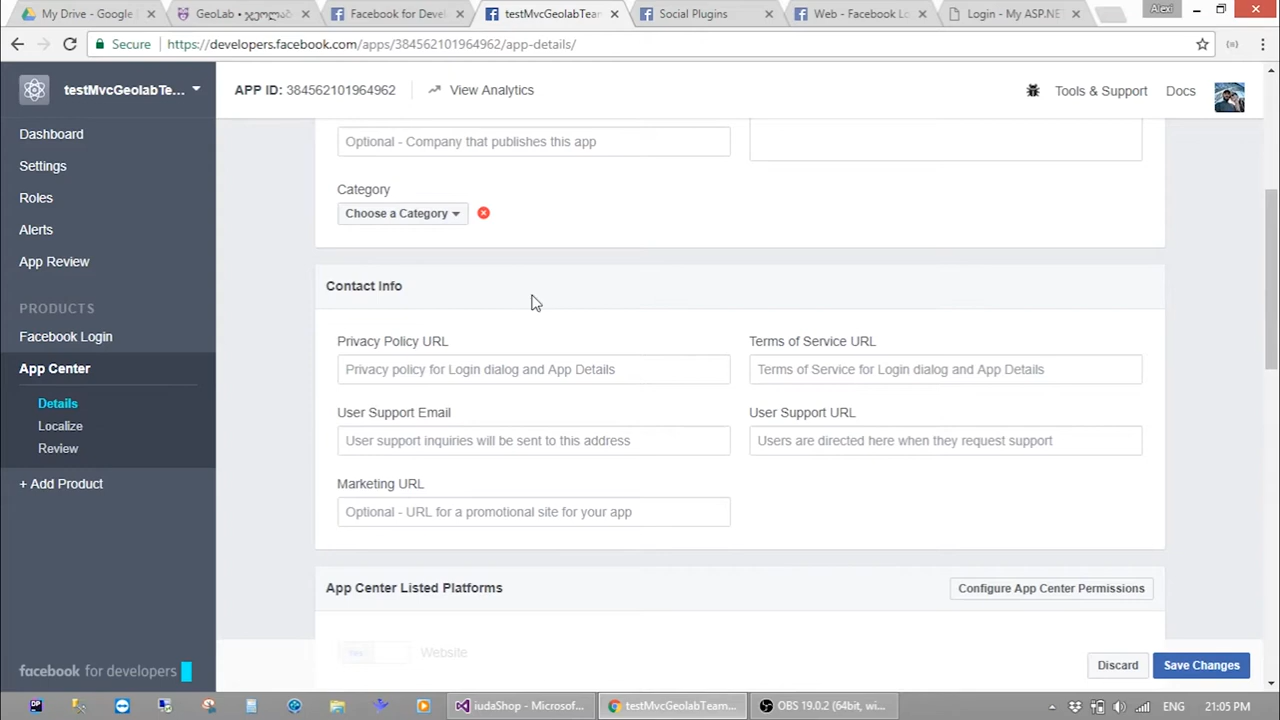 My Drive - Google
GeoLab • ჯეოლაბ
Facebook for Deve
testMvcGeolabTeam
Social Plugins
Web - Facebook Lo
Login - My ASP.NET
Alexi
Secure
https://developers.facebook.com/apps/384562101964962/app-details/
testMvcGeolabTe...
APP ID: 384562101964962
View Analytics
Tools & Support
Docs
Dashboard
Settings
Roles
Alerts
App Review
PRODUCTS
Facebook Login
App Center
Details
Localize
Review
+ Add Product
facebook for developers
Optional - Company that publishes this app
Category
Choose a Category
Contact Info
Privacy Policy URL
Terms of Service URL
Privacy policy for Login dialog and App Details
Terms of Service for Login dialog and App Details
User Support Email
User Support URL
User support inquiries will be sent to this address
Users are directed here when they request support
Marketing URL
Optional - URL for a promotional site for your app
App Center Listed Platforms
Configure App Center Permissions
Yes
Website
Discard
Save Changes
iudaShop - Microsof...
testMvcGeolabTeam...
OBS 19.0.2 (64bit, wi...
ENG
21:05 PM